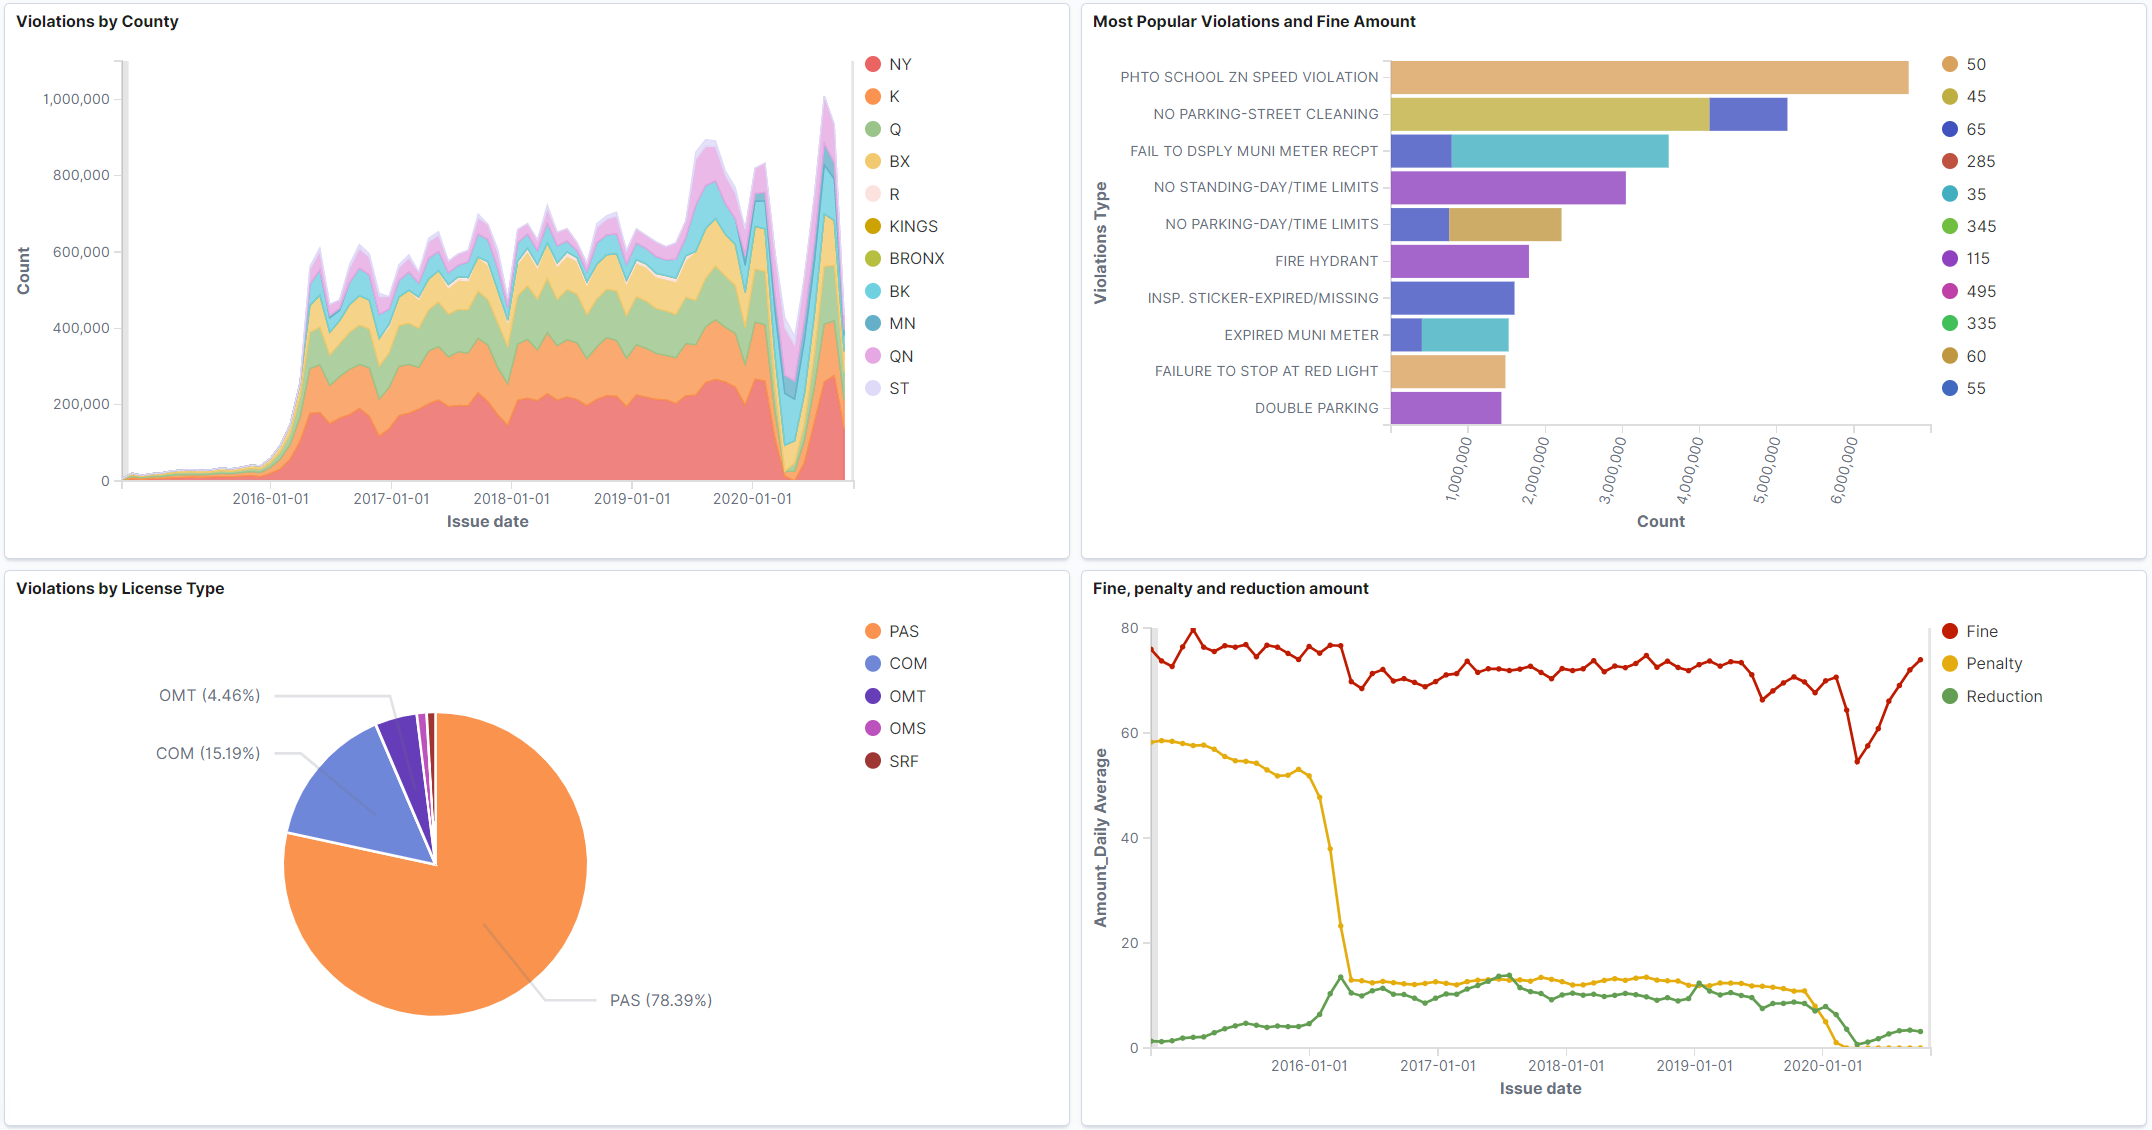 Violations by County
1,000,000
800,000
600,000
400,000
200,000
0
Count
2016-01-01
2017-01-01
2018-01-01
2019-01-01
2020-01-01
Issue date
NY
K
Q
BX
R
KINGS
BRONX
BK
MN
QN
ST
Most Popular Violations and Fine Amount
Violations Type
PHTO SCHOOL ZN SPEED VIOLATION
NO PARKING-STREET CLEANING
FAIL TO DSPLY MUNI METER RECPT
NO STANDING-DAY/TIME LIMITS
NO PARKING-DAY/TIME LIMITS
FIRE HYDRANT
INSP. STICKER-EXPIRED/MISSING
EXPIRED MUNI METER
FAILURE TO STOP AT RED LIGHT
DOUBLE PARKING
1,000,000
2,000,000
3,000,000
4,000,000
5,000,000
6,000,000
Count
50
45
65
285
35
345
115
495
335
60
55
Violations by License Type
OMT (4.46%)
COM (15.19%)
PAS (78.39%)
PAS
COM
OMT
OMS
SRF
Fine, penalty and reduction amount
80
60
40
20
0
Amount_Daily Average
2016-01-01
2017-01-01
2018-01-01
2019-01-01
2020-01-01
Issue date
Fine
Penalty
Reduction